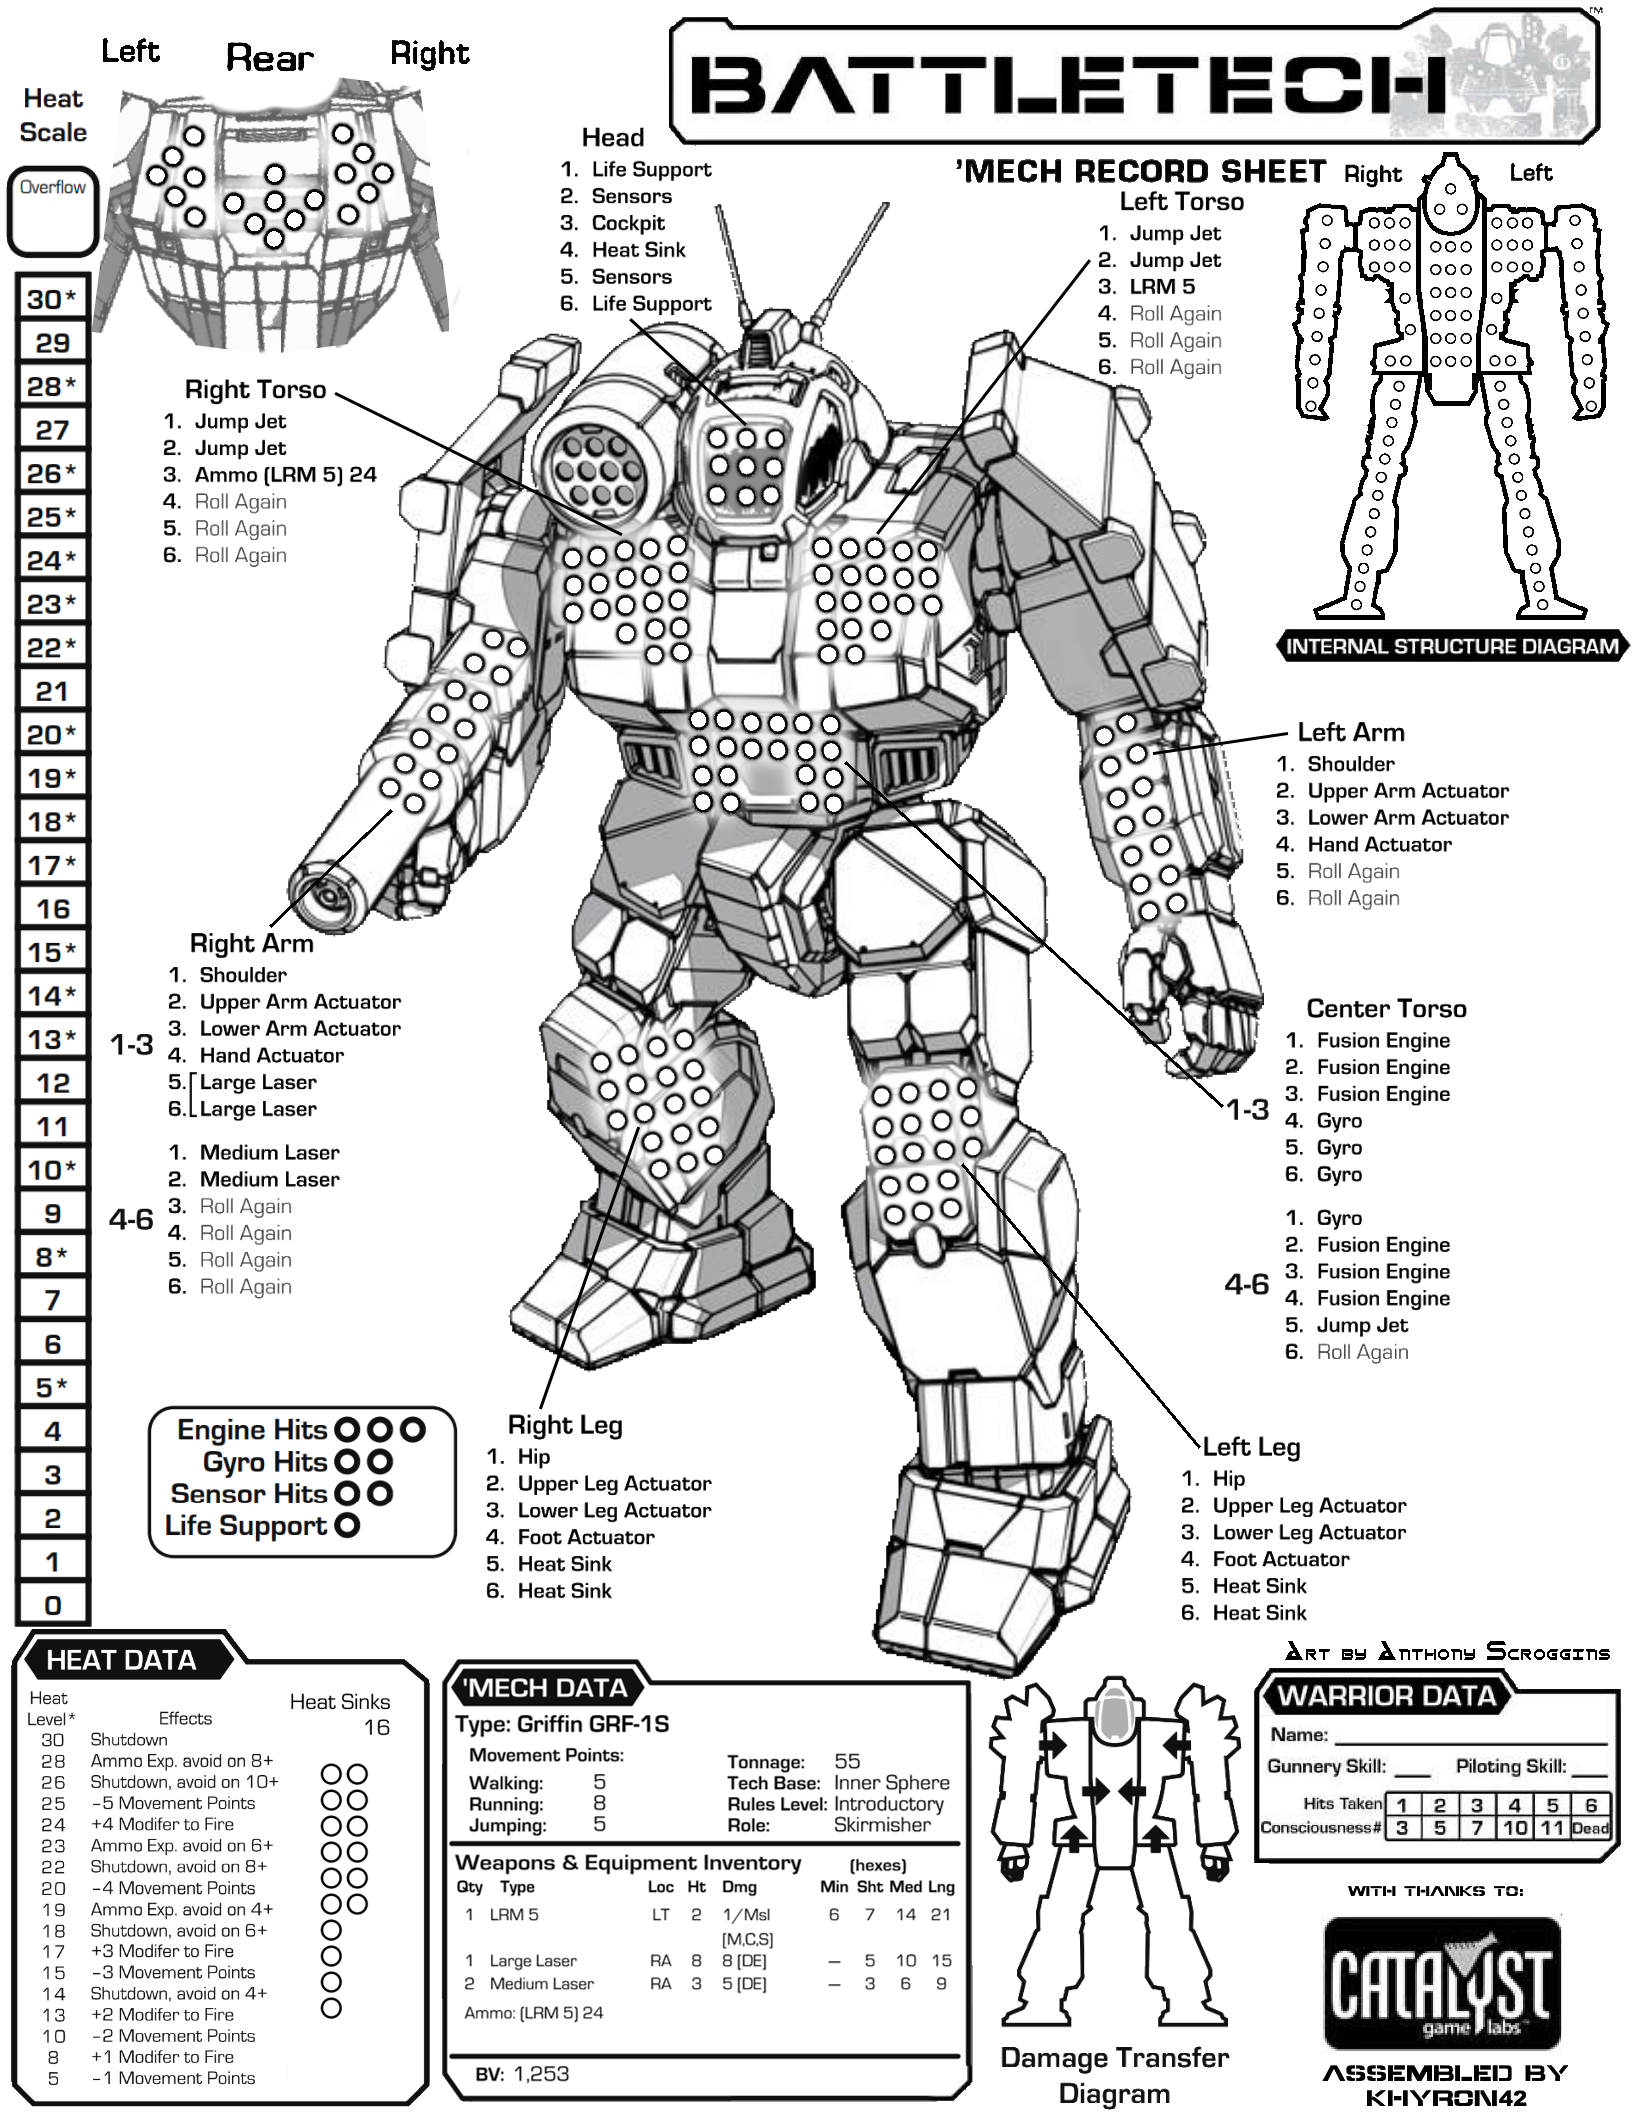 BATTLETECH
TM
'MECH RECORD SHEET
Left Rear Right
Heat
Scale
Overflow
30*
29
28*
27
26*
25*
24*
23*
22*
21
20*
19*
18*
17*
16
15*
14*
13*
12
11
10*
9
8*
7
6
5*
4
3
2
1
0
Head
1. Life Support
2. Sensors
3. Cockpit
4. Heat Sink
5. Sensors
6. Life Support
Left Torso
1. Jump Jet
2. Jump Jet
3. LRM 5
4. Roll Again
5. Roll Again
6. Roll Again
Right Left
INTERNAL STRUCTURE DIAGRAM
Right Torso
1. Jump Jet
2. Jump Jet
3. Ammo (LRM 5) 24
4. Roll Again
5. Roll Again
6. Roll Again
Left Arm
1. Shoulder
2. Upper Arm Actuator
3. Lower Arm Actuator
4. Hand Actuator
5. Roll Again
6. Roll Again
Right Arm
1-3
1. Shoulder
2. Upper Arm Actuator
3. Lower Arm Actuator
4. Hand Actuator
5. Large Laser
6. Large Laser
4-6
1. Medium Laser
2. Medium Laser
3. Roll Again
4. Roll Again
5. Roll Again
6. Roll Again
Center Torso
1-3
1. Fusion Engine
2. Fusion Engine
3. Fusion Engine
4. Gyro
5. Gyro
6. Gyro
4-6
1. Gyro
2. Fusion Engine
3. Fusion Engine
4. Fusion Engine
5. Jump Jet
6. Roll Again
Engine Hits
Gyro Hits
Sensor Hits
Life Support
Right Leg
1. Hip
2. Upper Leg Actuator
3. Lower Leg Actuator
4. Foot Actuator
5. Heat Sink
6. Heat Sink
Left Leg
1. Hip
2. Upper Leg Actuator
3. Lower Leg Actuator
4. Foot Actuator
5. Heat Sink
6. Heat Sink
HEAT DATA
Heat
Level* Effects
Heat Sinks
16
30 Shutdown
28 Ammo Exp. avoid on 8+
26 Shutdown, avoid on 10+
25 -5 Movement Points
24 +4 Modifer to Fire
23 Ammo Exp. avoid on 6+
22 Shutdown, avoid on 8+
20 -4 Movement Points
19 Ammo Exp. avoid on 4+
18 Shutdown, avoid on 6+
17 +3 Modifer to Fire
15 -3 Movement Points
14 Shutdown, avoid on 4+
13 +2 Modifer to Fire
10 -2 Movement Points
8 +1 Modifer to Fire
5 -1 Movement Points
'MECH DATA
Type: Griffin GRF-1S
Movement Points:
Walking: 5
Running: 8
Jumping: 5
Tonnage: 55
Tech Base: Inner Sphere
Rules Level: Introductory
Role: Skirmisher
Weapons & Equipment Inventory (hexes)
Qty Type Loc Ht Dmg Min Sht Med Lng
1 LRM 5 LT 2 1/Msl 6 7 14 21
[M,C,S]
1 Large Laser RA 8 8 [DE] — 5 10 15
2 Medium Laser RA 3 5 [DE] — 3 6 9
Ammo: (LRM 5) 24
BV: 1,253
Damage Transfer
Diagram
Art by Anthony Scroggins
WARRIOR DATA
Name:
Gunnery Skill: Piloting Skill:
Hits Taken 1 2 3 4 5 6
Consciousness# 3 5 7 10 11 Dead
WITH THANKS TO:
CATALYST
game labs
ASSEMBLED BY
KHYRON42